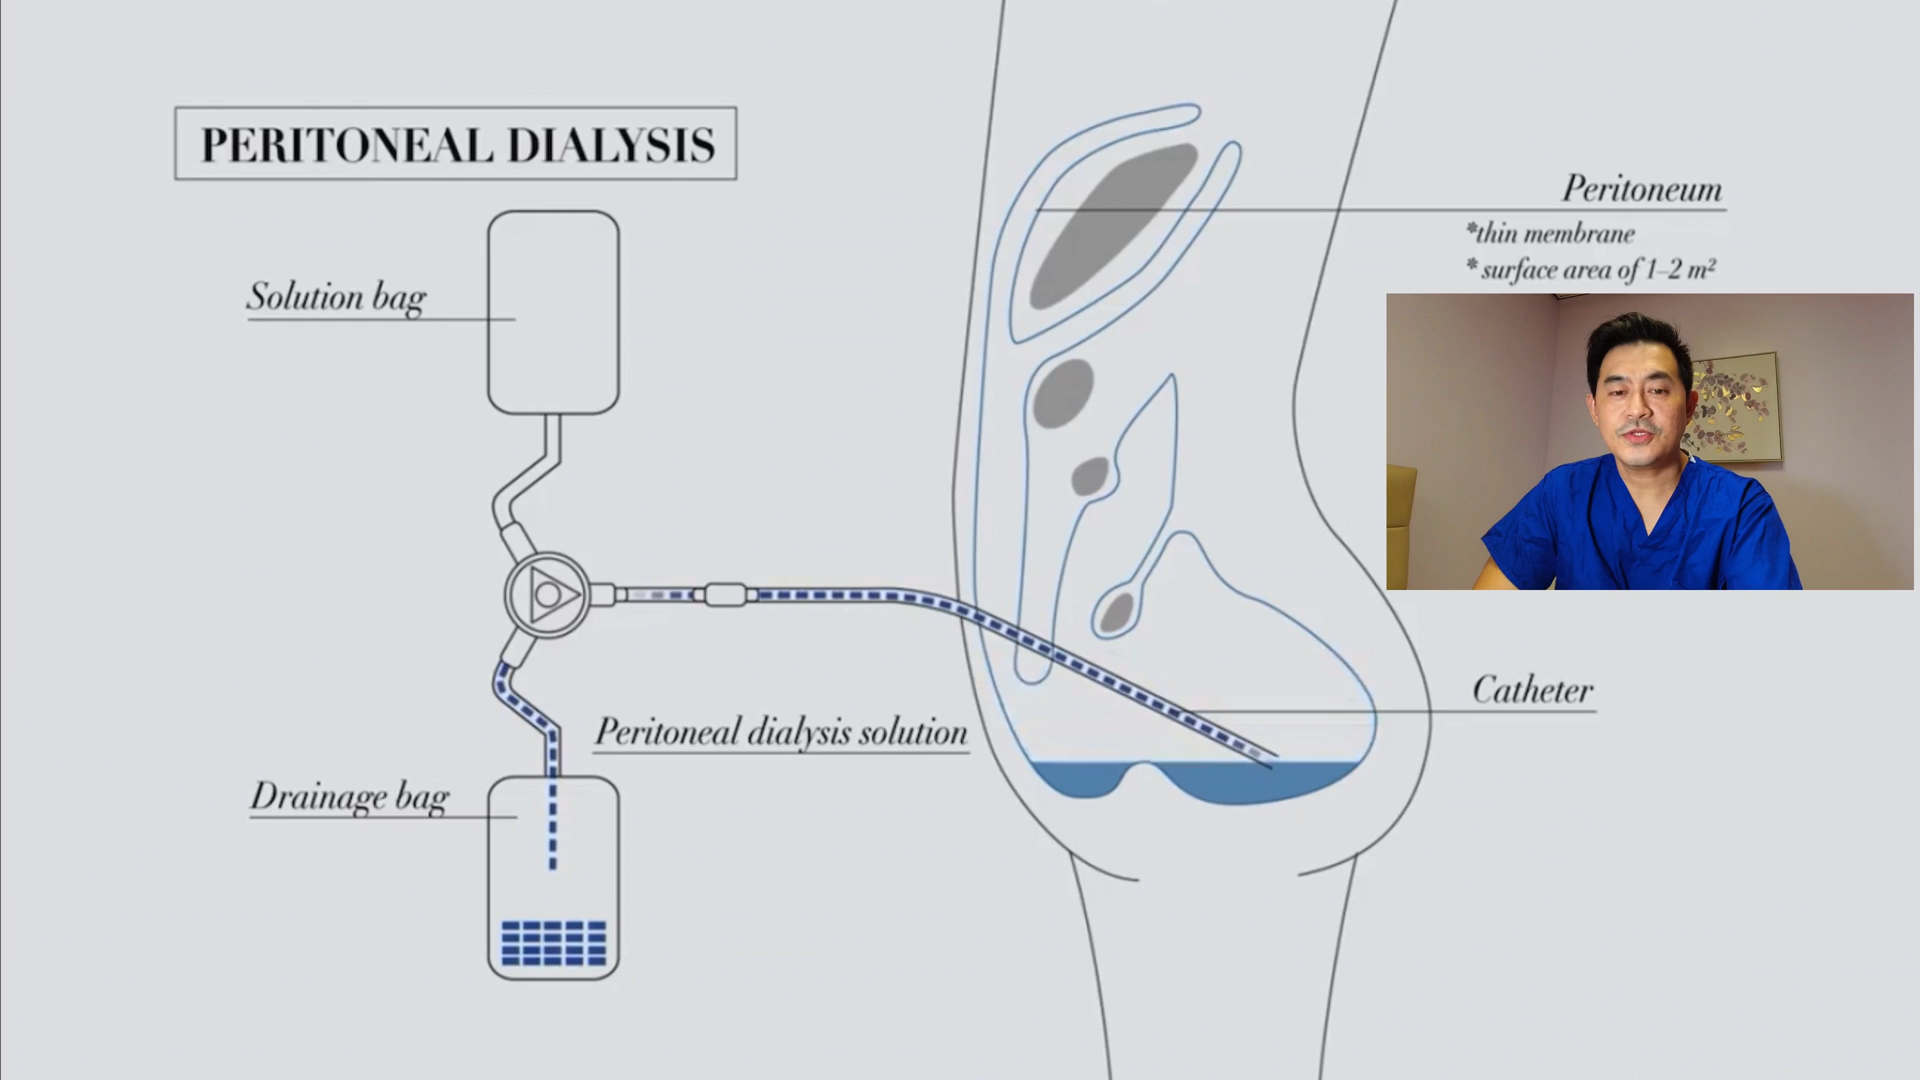 PERITONEAL DIALYSIS
Solution bag
Peritoneum
*thin membrane
* surface area of 1–2 m²
Catheter
Peritoneal dialysis solution
Drainage bag